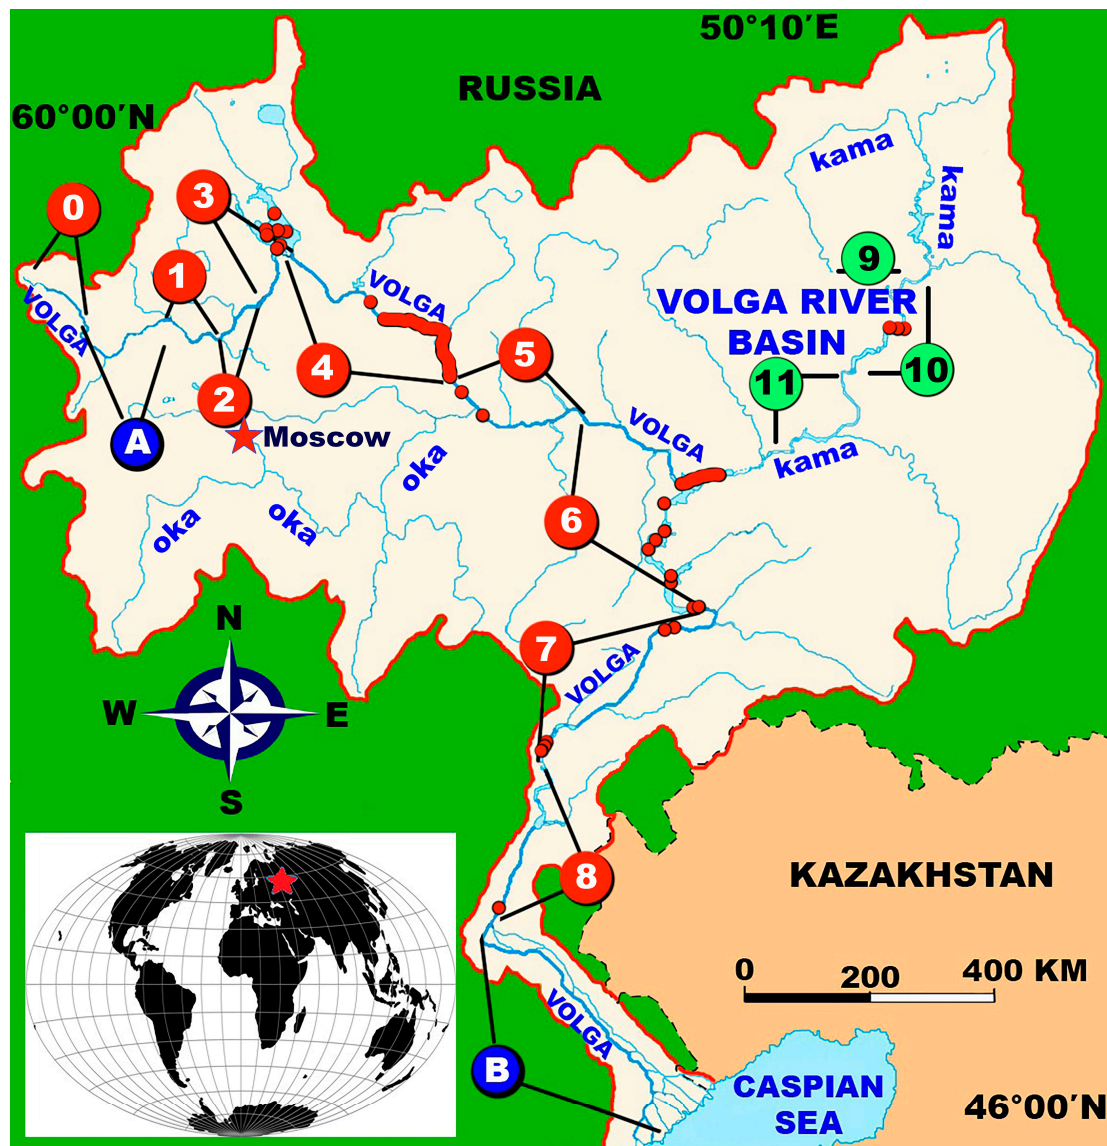 50°10′E
RUSSIA
60°00′N
kama
kama
3
0
9
1
VOLGA
VOLGA
VOLGA RIVER
BASIN
5
4
10
11
2
VOLGA
Moscow
A
kama
oka
oka
oka
6
N
7
VOLGA
W
E
S
8
KAZAKHSTAN
0
200
400 KM
VOLGA
B
CASPIAN
SEA
46°00′N